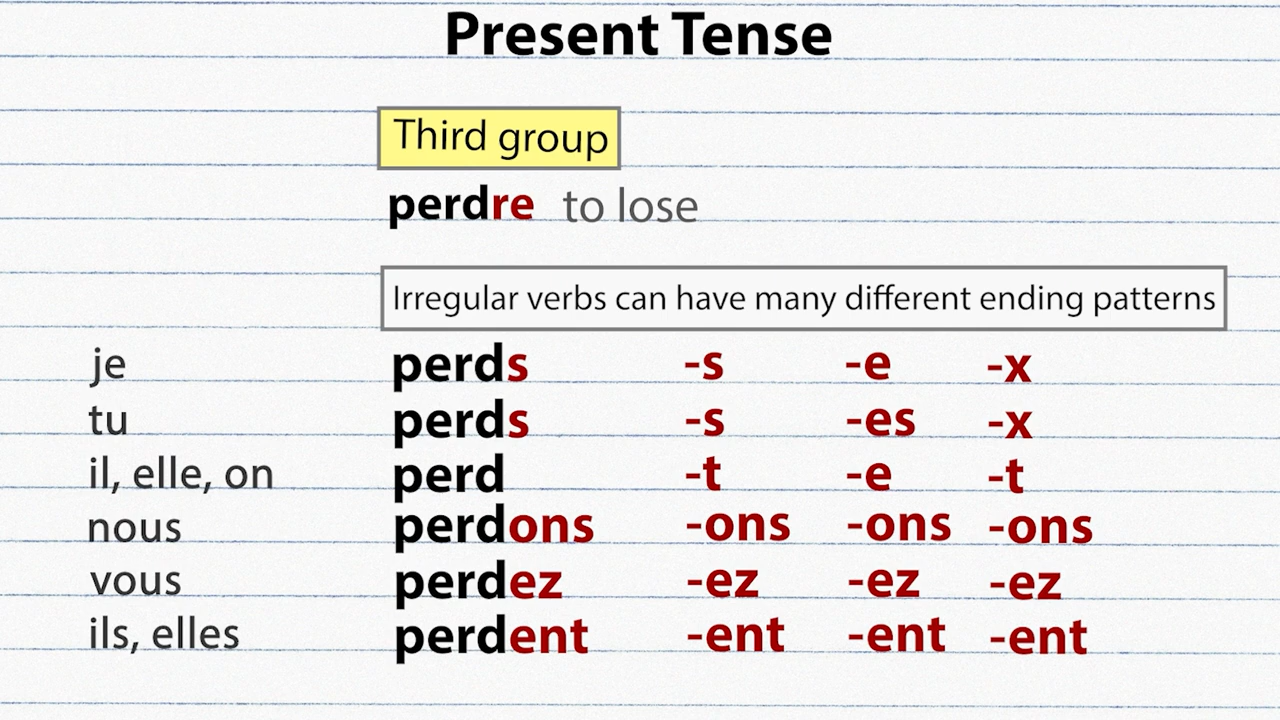 Present Tense
Third group
perdre to lose
Irregular verbs can have many different ending patterns
je perds -s -e -x
tu perds -s -es -x
il, elle, on perd -t -e -t
nous perdons -ons -ons -ons
vous perdez -ez -ez -ez
ils, elles perdent -ent -ent -ent